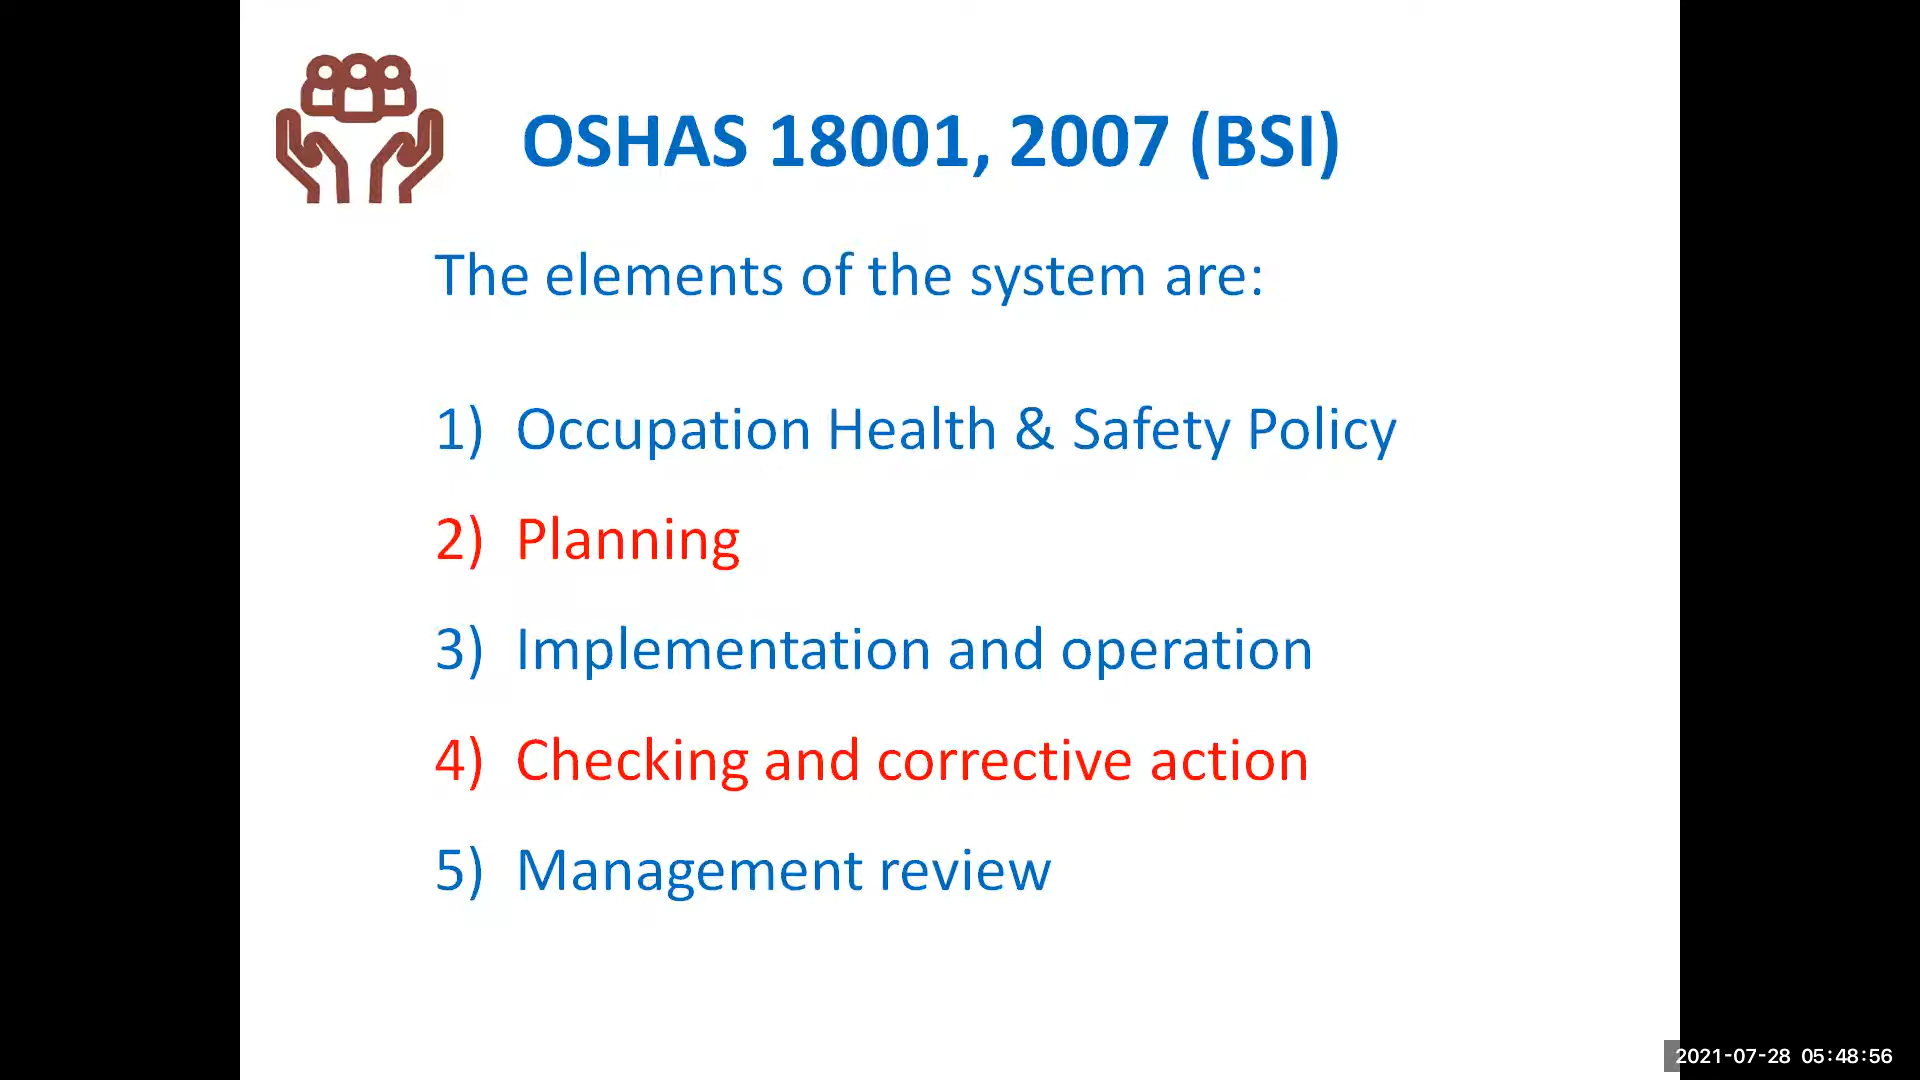 OSHAS 18001, 2007 (BSI)
The elements of the system are:
1) Occupation Health & Safety Policy
2) Planning
3) Implementation and operation
4) Checking and corrective action
5) Management review
2021-07-28 05:48:56